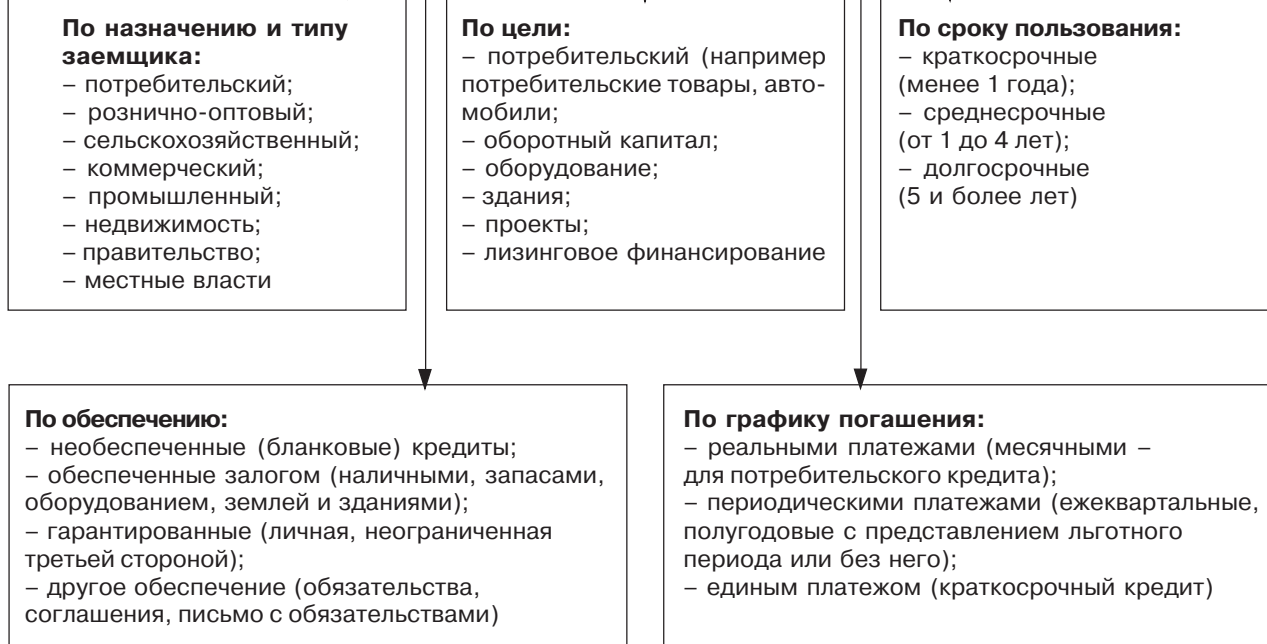 По назначению и типу
заемщика:
– потребительский;
– рознично-оптовый;
– сельскохозяйственный;
– коммерческий;
– промышленный;
– недвижимость;
– правительство;
– местные власти
По цели:
– потребительский (например
потребительские товары, авто-
мобили;
– оборотный капитал;
– оборудование;
– здания;
– проекты;
– лизинговое финансирование
По сроку пользования:
– краткосрочные
(менее 1 года);
– среднесрочные
(от 1 до 4 лет);
– долгосрочные
(5 и более лет)
По обеспечению:
– необеспеченные (бланковые) кредиты;
– обеспеченные залогом (наличными, запасами,
оборудованием, землей и зданиями);
– гарантированные (личная, неограниченная
третьей стороной);
– другое обеспечение (обязательства,
соглашения, письмо с обязательствами)
По графику погашения:
– реальными платежами (месячными –
для потребительского кредита);
– периодическими платежами (ежеквартальные,
полугодовые с представлением льготного
периода или без него);
– единым платежом (краткосрочный кредит)